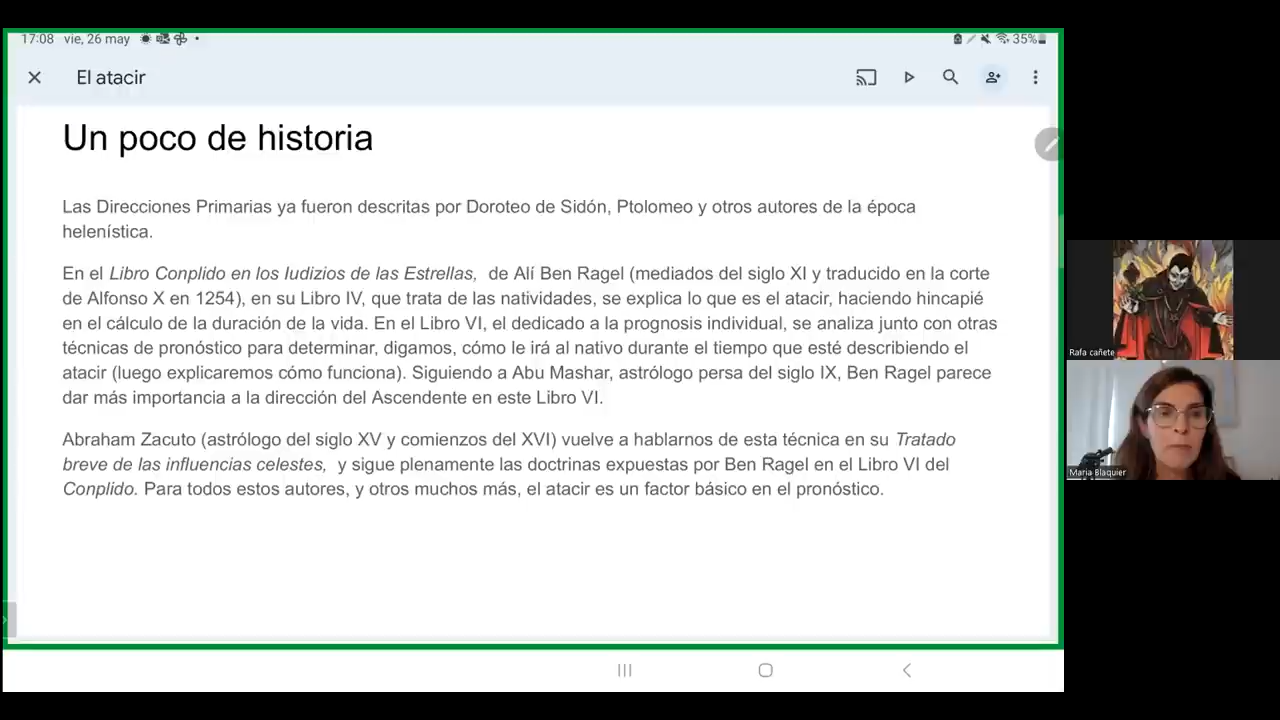 17:08 vie, 26 may
35%
El atacir
Un poco de historia
Las Direcciones Primarias ya fueron descritas por Doroteo de Sidón, Ptolomeo y otros autores de la época
helenística.
En el Libro Conplido en los Iudizios de las Estrellas, de Alí Ben Ragel (mediados del siglo XI y traducido en la corte
de Alfonso X en 1254), en su Libro IV, que trata de las natividades, se explica lo que es el atacir, haciendo hincapié
en el cálculo de la duración de la vida. En el Libro VI, el dedicado a la prognosis individual, se analiza junto con otras
técnicas de pronóstico para determinar, digamos, cómo le irá al nativo durante el tiempo que esté describiendo el
atacir (luego explicaremos cómo funciona). Siguiendo a Abu Mashar, astrólogo persa del siglo IX, Ben Ragel parece
dar más importancia a la dirección del Ascendente en este Libro VI.
Abraham Zacuto (astrólogo del siglo XV y comienzos del XVI) vuelve a hablarnos de esta técnica en su Tratado
breve de las influencias celestes, y sigue plenamente las doctrinas expuestas por Ben Ragel en el Libro VI del
Conplido. Para todos estos autores, y otros muchos más, el atacir es un factor básico en el pronóstico.
Rafa cañete
Maria Blaquier